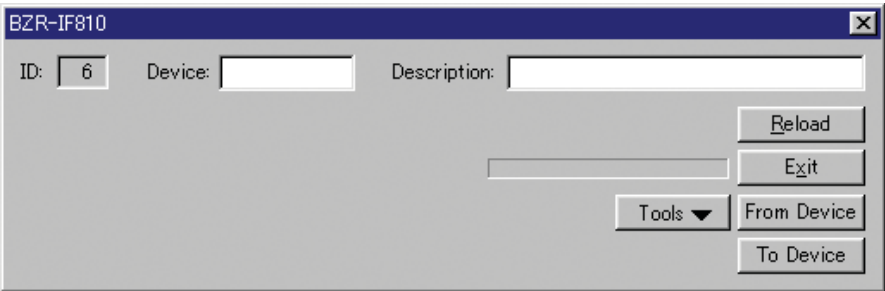 BZR-IF810
ID: 6 Device: Description:
Reload
Exit
Tools From Device
To Device